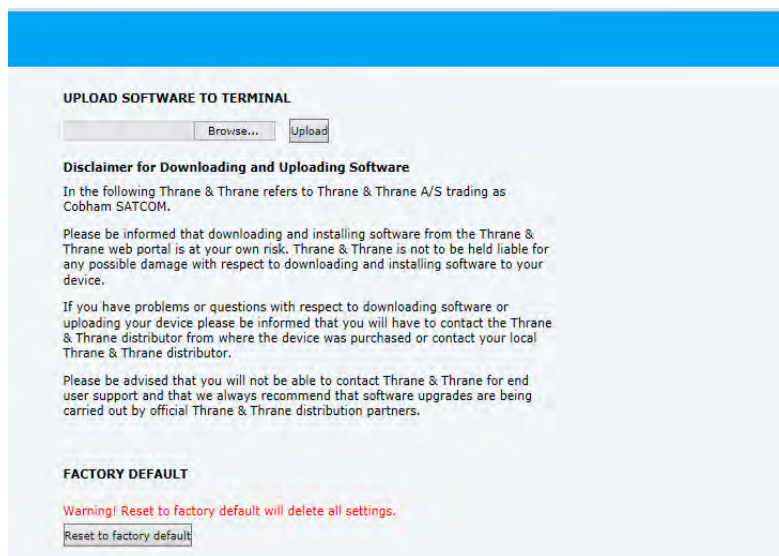 UPLOAD SOFTWARE TO TERMINAL
Browse... Upload
Disclaimer for Downloading and Uploading Software
In the following Thrane & Thrane refers to Thrane & Thrane A/S trading as
Cobham SATCOM.
Please be informed that downloading and installing software from the Thrane &
Thrane web portal is at your own risk. Thrane & Thrane is not to be held liable for
any possible damage with respect to downloading and installing software to your
device.
If you have problems or questions with respect to downloading software or
uploading your device please be informed that you will have to contact the Thrane
& Thrane distributor from where the device was purchased or contact your local
Thrane & Thrane distributor.
Please be advised that you will not be able to contact Thrane & Thrane for end
user support and that we always recommend that software upgrades are being
carried out by official Thrane & Thrane distribution partners.
FACTORY DEFAULT
Warning! Reset to factory default will delete all settings.
Reset to factory default